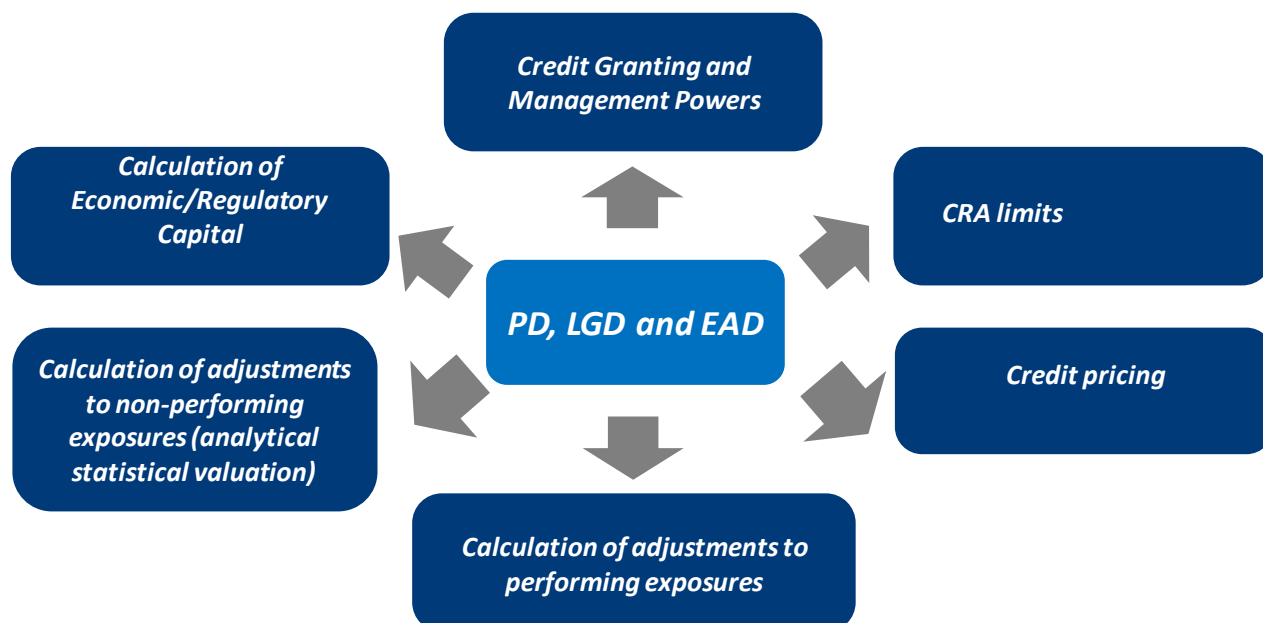 Credit Granting and
Management Powers
Calculation of
Economic/Regulatory
Capital
CRA limits
PD, LGD and EAD
Calculation of adjustments
to non-performing
exposures (analytical
statistical valuation)
Credit pricing
Calculation of adjustments to
performing exposures